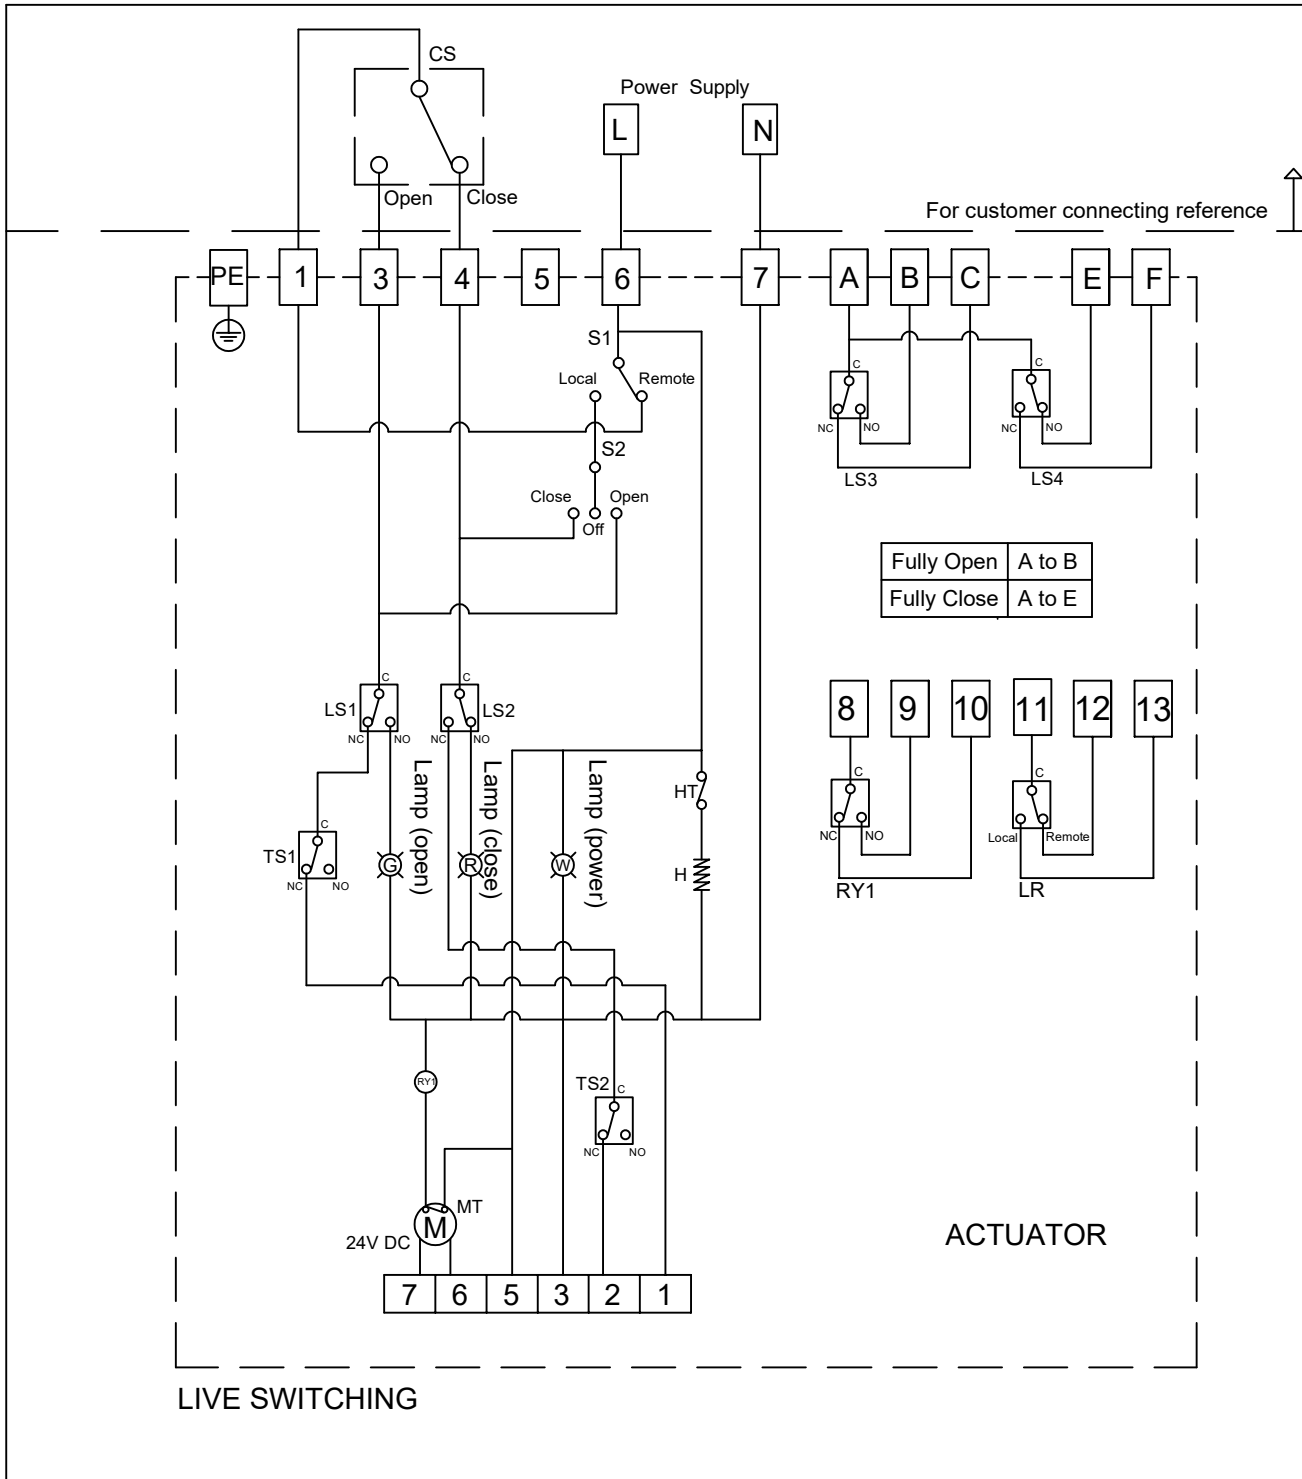 CS
Power Supply
L N
Open Close
For customer connecting reference
PE 1 3 4 5 6 7 A B C E F
S1
Local Remote
C C
NC NO NC NO
S2
LS3 LS4
Close Open
Off
Fully Open A to B
Fully Close A to E
C C
LS1 LS2
NC NO NC NO
8 9 10 11 12 13
Lamp (open)
Lamp (close)
Lamp (power)
HT
C C
NC NO Local Remote
C
TS1 G R W H
NC NO
RY1 LR
RY1
TS2 C
NC NO
MT
M
24V DC
ACTUATOR
7 6 5 3 2 1
LIVE SWITCHING